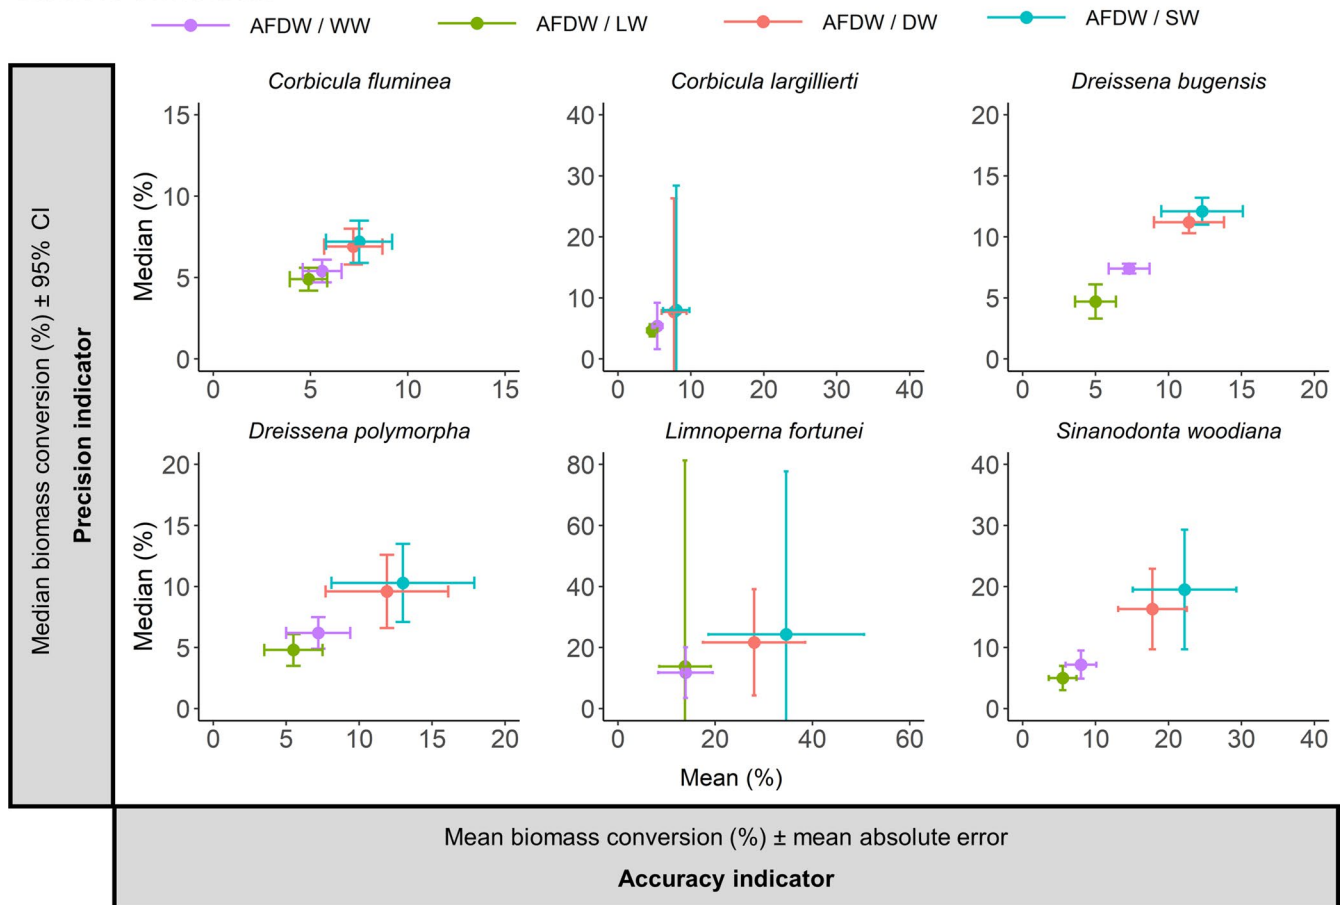 AFDW / WW AFDW / LW AFDW / DW AFDW / SW
Median biomass conversion (%) ± 95% CI
Precision indicator
Corbicula fluminea
Median (%)
15
10
5
0
0 5 10 15
Corbicula largillierti
40
30
20
10
0
0 10 20 30 40
Dreissena bugensis
20
15
10
5
0
0 5 10 15 20
Dreissena polymorpha
Median (%)
20
15
10
5
0
0 5 10 15 20
Limnoperna fortunei
80
60
40
20
0
0 20 40 60
Mean (%)
Sinanodonta woodiana
40
30
20
10
0
0 10 20 30 40
Mean biomass conversion (%) ± mean absolute error
Accuracy indicator